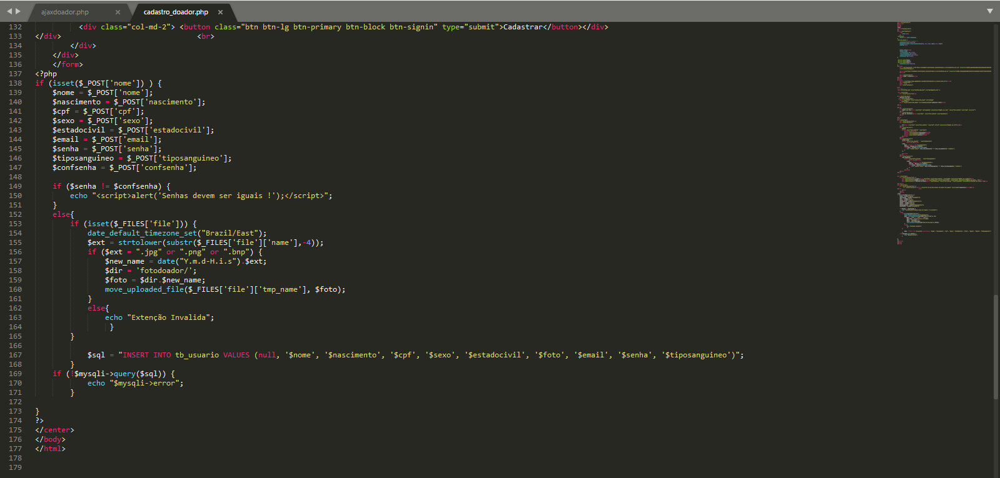 ajaxdoador.php × cadastro_doador.php ×
132 <div class="col-md-2"> <button class="btn btn-lg btn-primary btn-block btn-signin" type="submit">Cadastrar</button></div>
133 </div> <br>
134 </div>
135 </div>
136 </form>
137 <?php
138 if (isset($_POST['nome']) ) {
139 $nome = $_POST['nome'];
140 $nascimento = $_POST['nascimento'];
141 $cpf = $_POST['cpf'];
142 $sexo = $_POST['sexo'];
143 $estadocivil = $_POST['estadocivil'];
144 $email = $_POST['email'];
145 $senha = $_POST['senha'];
146 $tiposanguineo = $_POST['tiposanguineo'];
147 $confsenha = $_POST['confsenha'];
148
149 if ($senha != $confsenha) {
150 echo "<script>alert('Senhas devem ser iguais !');</script>";
151 }
152 else{
153 if (isset($_FILES['file'])) {
154 date_default_timezone_set("Brazil/East");
155 $ext = strtolower(substr($_FILES['file']['name'],-4));
156 if ($ext = ".jpg" or ".png" or ".bnp") {
157 $new_name = date("Y.m.d-H.i.s").$ext;
158 $dir = 'fotodoador/';
159 $foto = $dir.$new_name;
160 move_uploaded_file($_FILES['file']['tmp_name'], $foto);
161 }
162 else{
163 echo "Extenção Invalida";
164 }
165 }
166
167 $sql = "INSERT INTO tb_usuario VALUES (null, '$nome', '$nascimento', '$cpf', '$sexo', '$estadocivil', '$foto', '$email', '$senha', '$tiposanguineo')";
168 }
169 if (!$mysqli->query($sql)) {
170 echo "$mysqli->error";
171 }
172
173 }
174 ?>
175 </center>
176 </body>
177 </html>
178
179